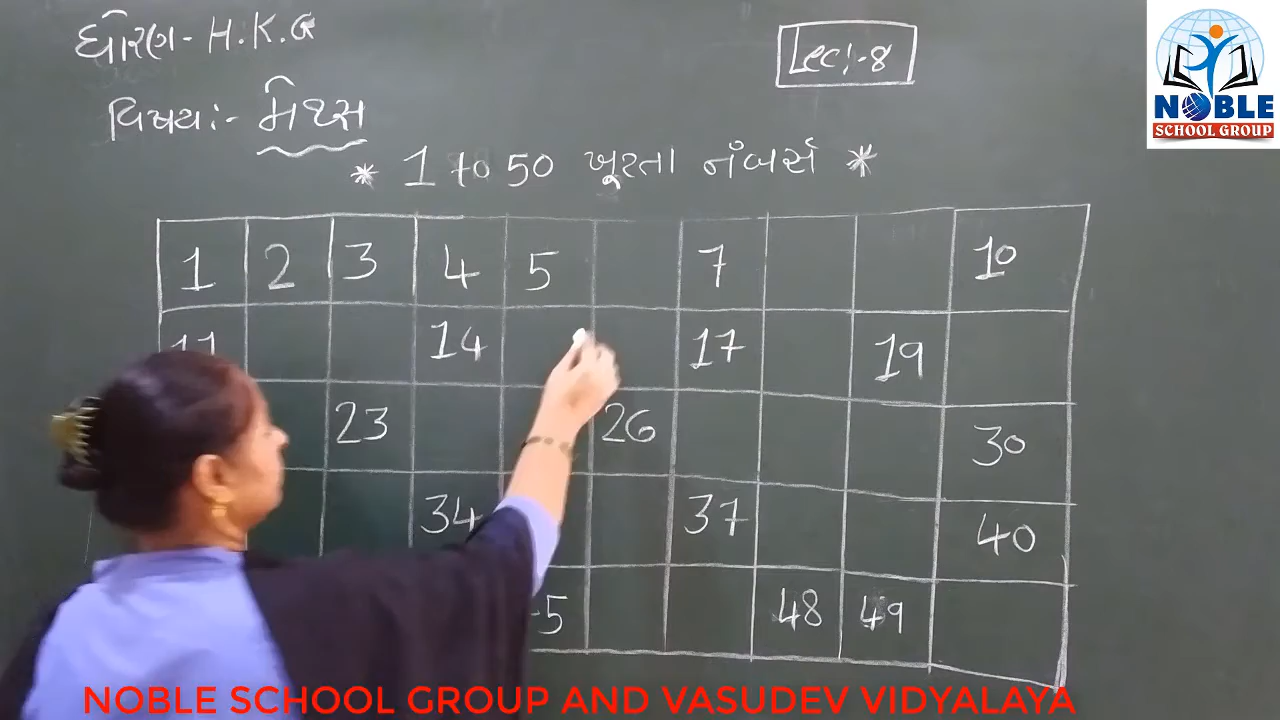 ધોરણ- H.K.G
Lec:-8
વિષય:- મેથ્સ
* 1 to 50 ખૂટતા નંબર્સ *
1 2 3 4 5 7 10
11 14 17 19
23 26 30
34 37 40
48 49
NOBLE
SCHOOL GROUP
NOBLE SCHOOL GROUP AND VASUDEV VIDYALAYA